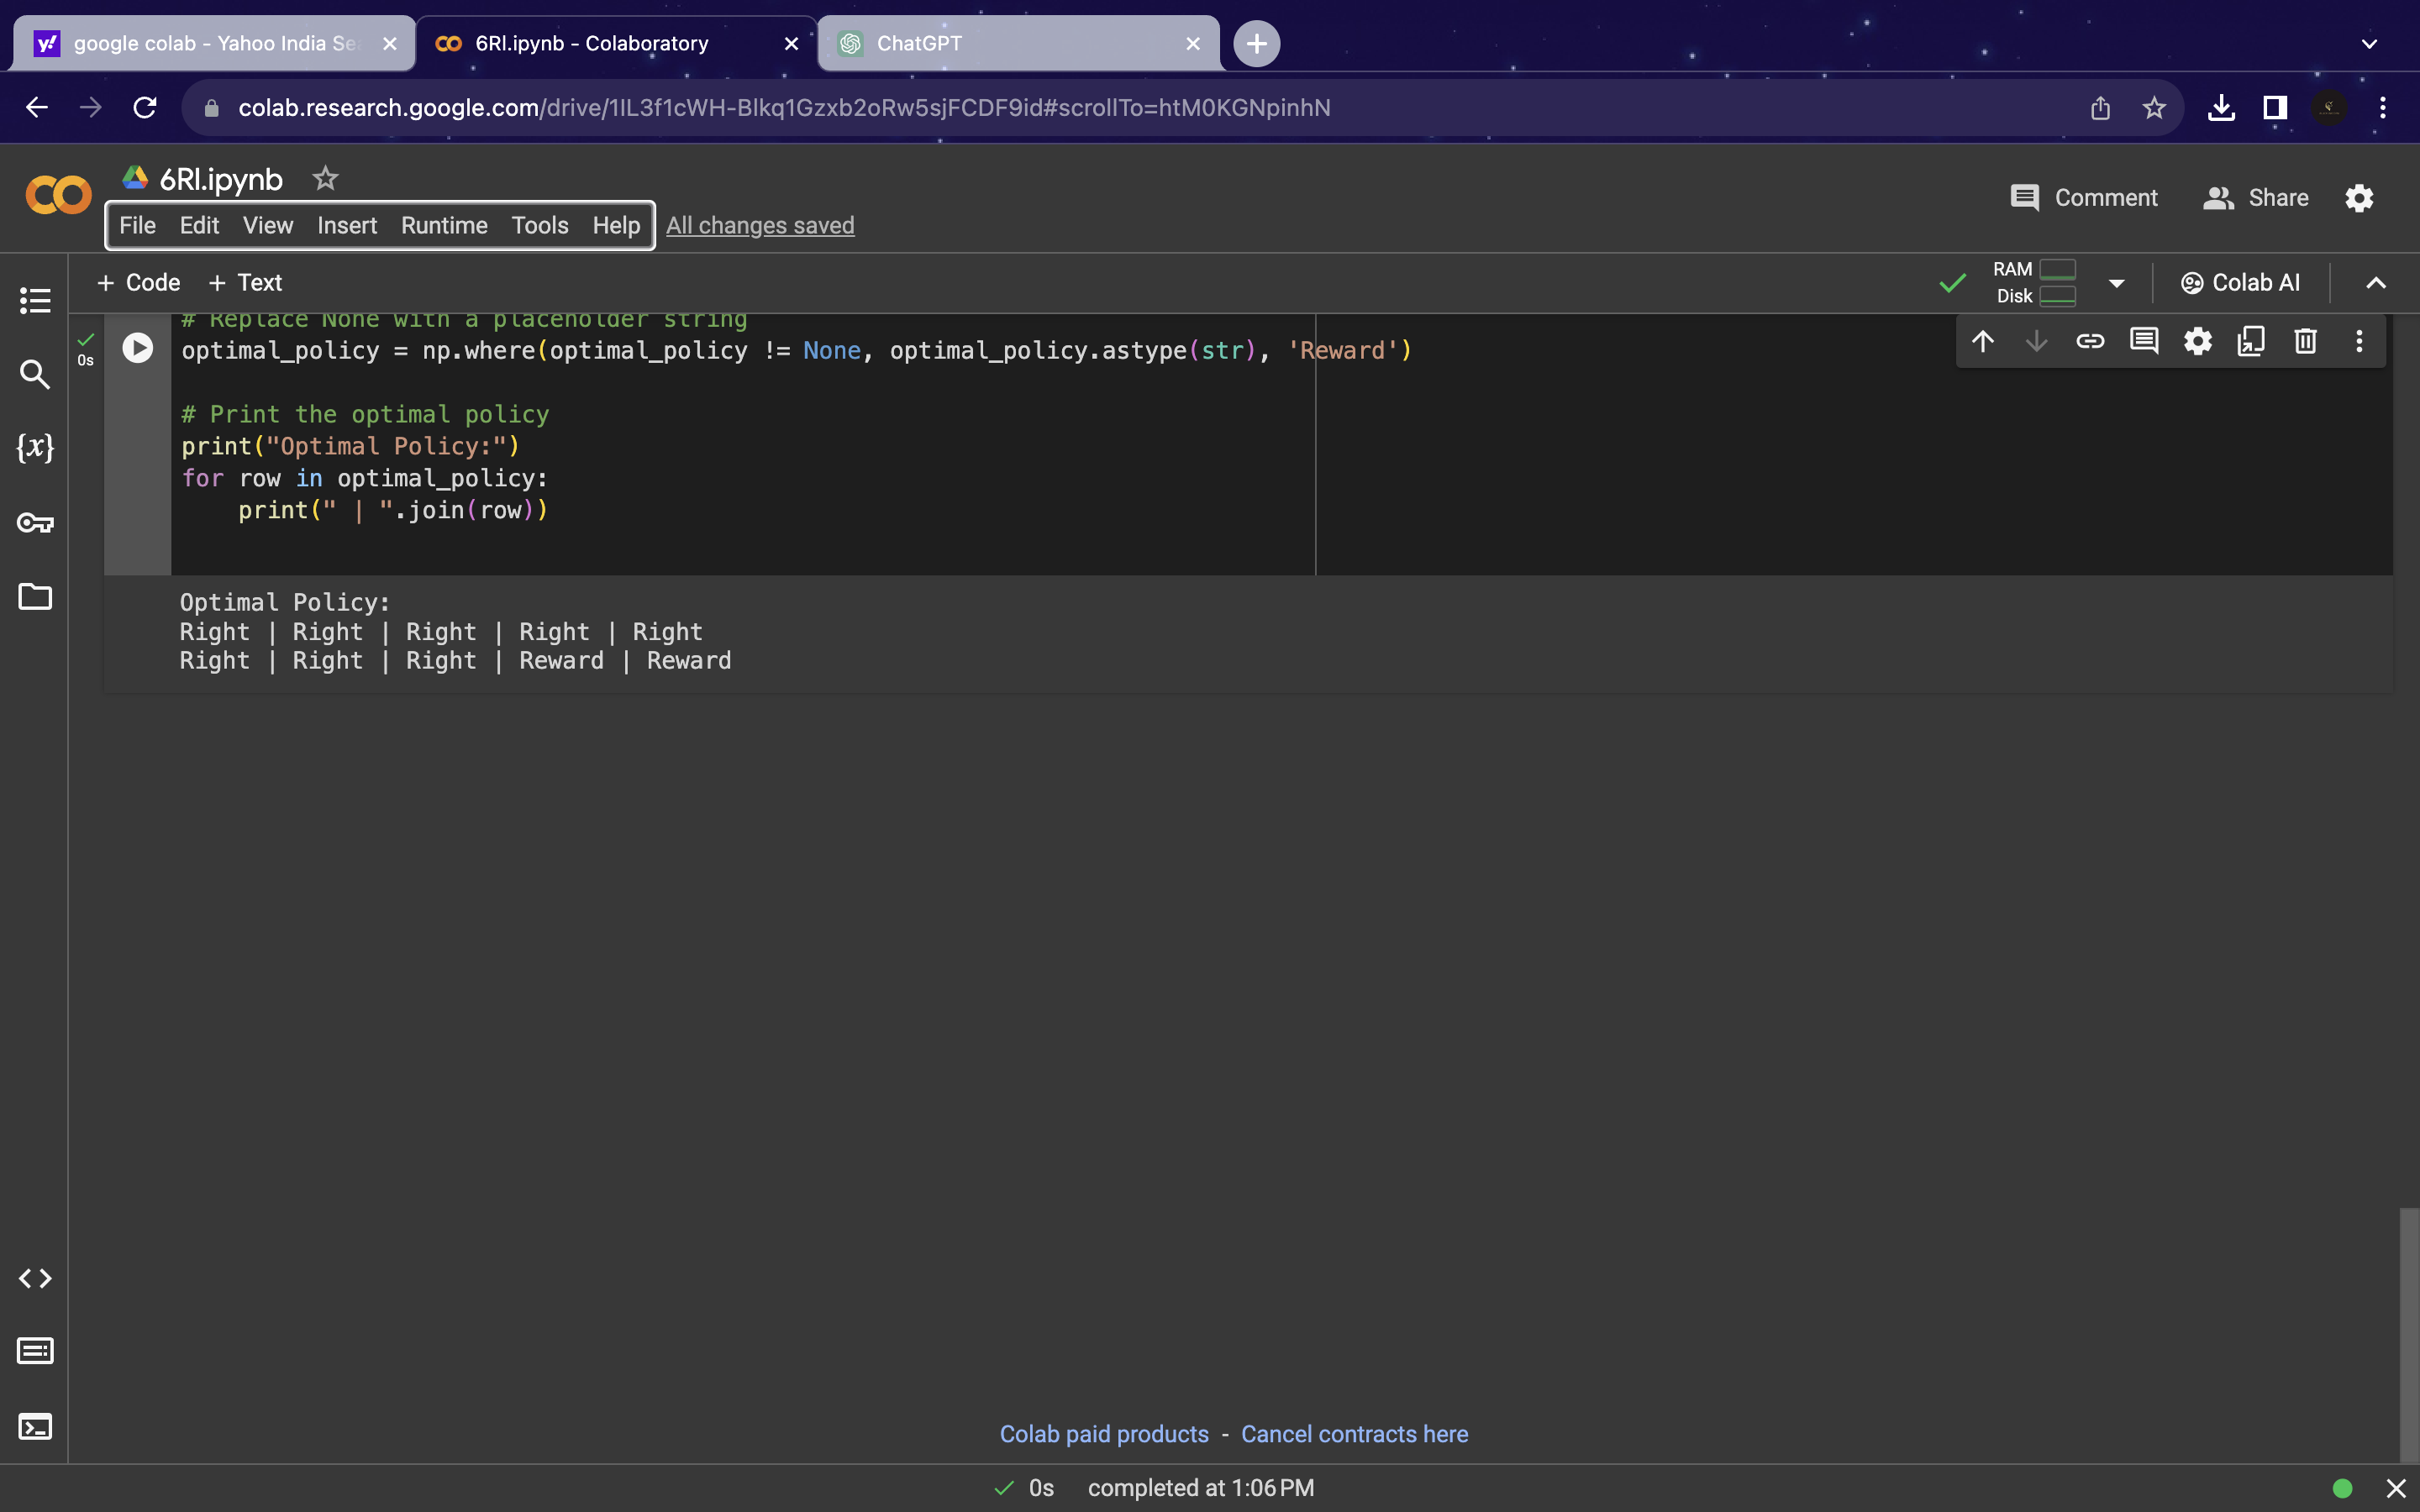 google colab - Yahoo India Se
6Rl.ipynb - Colaboratory
ChatGPT
colab.research.google.com/drive/1IL3f1cWH-Blkq1Gzxb2oRw5sjFCDF9id#scrollTo=htM0KGNpinhN
6Rl.ipynb
Comment
Share
File Edit View Insert Runtime Tools Help All changes saved
+ Code + Text
RAM
Disk
Colab AI
# Replace None with a placeholder string
0s
optimal_policy = np.where(optimal_policy != None, optimal_policy.astype(str), 'Reward')
# Print the optimal policy
print("Optimal Policy:")
for row in optimal_policy:
    print(" | ".join(row))
Optimal Policy:
Right | Right | Right | Right | Right
Right | Right | Right | Reward | Reward
Colab paid products - Cancel contracts here
0s completed at 1:06 PM